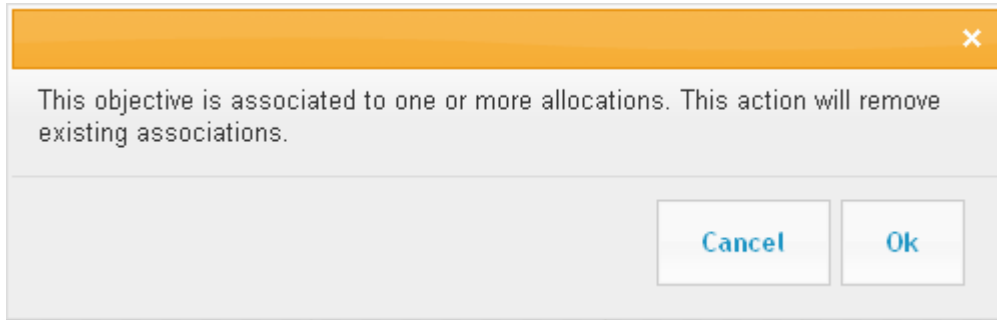 This objective is associated to one or more allocations. This action will remove
existing associations.
Cancel
Ok